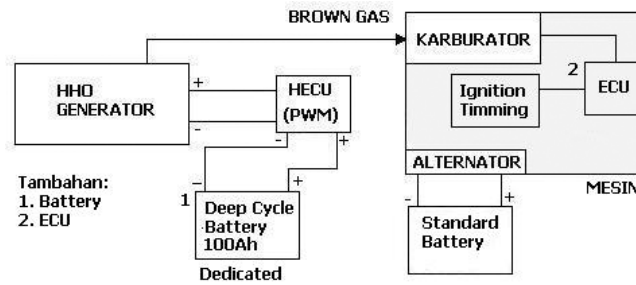 BROWN GAS
HHO
GENERATOR
+
-
HECU
(PWM)
-
+
KARBURATOR
2
ECU
Ignition
Timming
ALTERNATOR
MESIN
-
+
Standard
Battery
Tambahan:
1. Battery
2. ECU
1
-
+
Deep Cycle
Battery
100Ah
Dedicated